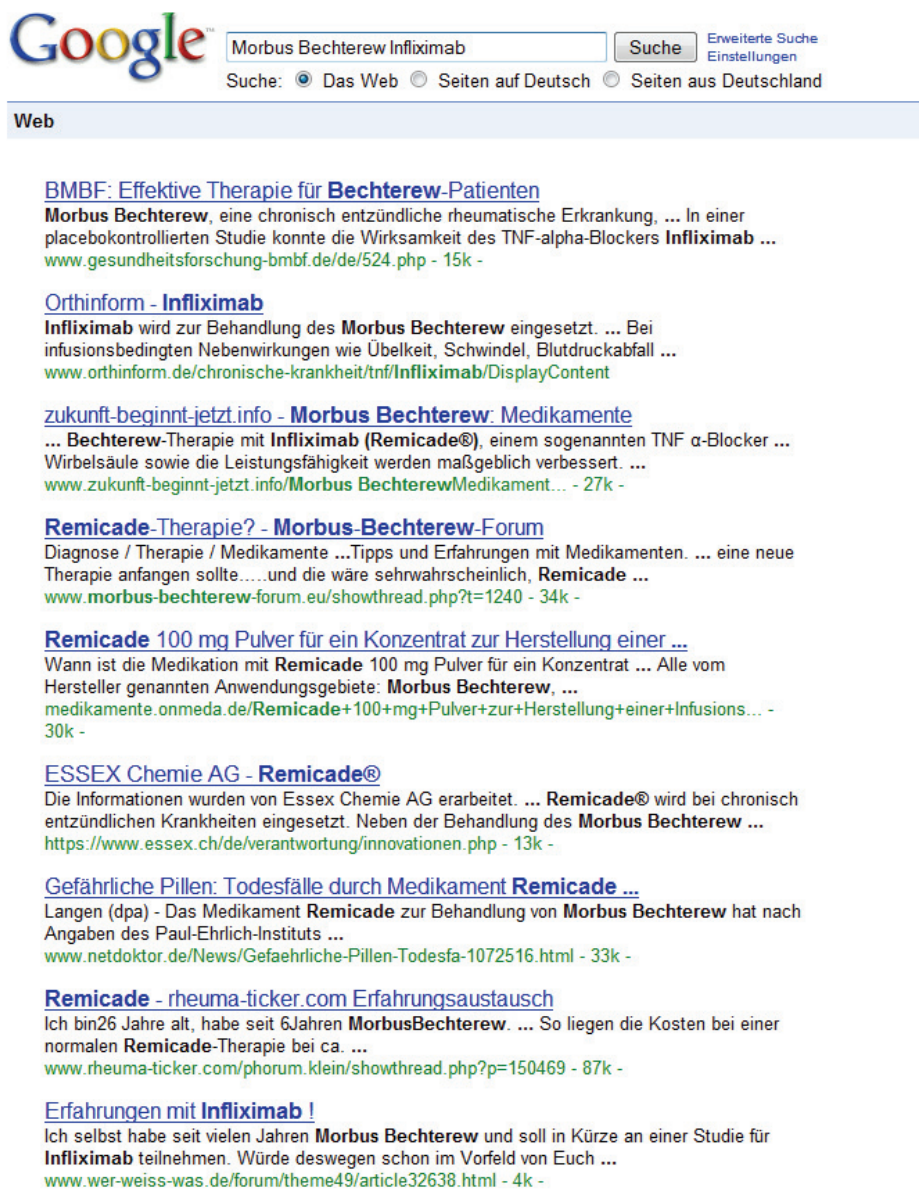 Google™
Morbus Bechterew Infliximab
Suche
Erweiterte Suche
Einstellungen
Suche: Das Web Seiten auf Deutsch Seiten aus Deutschland
Web
BMBF: Effektive Therapie für Bechterew-Patienten
Morbus Bechterew, eine chronisch entzündliche rheumatische Erkrankung, ... In einer
placebokontrollierten Studie konnte die Wirksamkeit des TNF-alpha-Blockers Infliximab ...
www.gesundheitsforschung-bmbf.de/de/524.php - 15k -
Orthinform - Infliximab
Infliximab wird zur Behandlung des Morbus Bechterew eingesetzt. ... Bei
infusionsbedingten Nebenwirkungen wie Übelkeit, Schwindel, Blutdruckabfall ...
www.orthinform.de/chronische-krankheit/tnf/Infliximab/DisplayContent
zukunft-beginnt-jetzt.info - Morbus Bechterew: Medikamente
... Bechterew-Therapie mit Infliximab (Remicade®), einem sogenannten TNF α-Blocker ...
Wirbelsäule sowie die Leistungsfähigkeit werden maßgeblich verbessert. ...
www.zukunft-beginnt-jetzt.info/Morbus BechterewMedikament... - 27k -
Remicade-Therapie? - Morbus-Bechterew-Forum
Diagnose / Therapie / Medikamente ...Tipps und Erfahrungen mit Medikamenten. ... eine neue
Therapie anfangen sollte.....und die wäre sehrwahrscheinlich, Remicade ...
www.morbus-bechterew-forum.eu/showthread.php?t=1240 - 34k -
Remicade 100 mg Pulver für ein Konzentrat zur Herstellung einer ...
Wann ist die Medikation mit Remicade 100 mg Pulver für ein Konzentrat ... Alle vom
Hersteller genannten Anwendungsgebiete: Morbus Bechterew, ...
medikamente.onmeda.de/Remicade+100+mg+Pulver+zur+Herstellung+einer+Infusions... -
30k -
ESSEX Chemie AG - Remicade®
Die Informationen wurden von Essex Chemie AG erarbeitet. ... Remicade® wird bei chronisch
entzündlichen Krankheiten eingesetzt. Neben der Behandlung des Morbus Bechterew ...
https://www.essex.ch/de/verantwortung/innovationen.php - 13k -
Gefährliche Pillen: Todesfälle durch Medikament Remicade ...
Langen (dpa) - Das Medikament Remicade zur Behandlung von Morbus Bechterew hat nach
Angaben des Paul-Ehrlich-Instituts ...
www.netdoktor.de/News/Gefaehrliche-Pillen-Todesfa-1072516.html - 33k -
Remicade - rheuma-ticker.com Erfahrungsaustausch
Ich bin26 Jahre alt, habe seit 6Jahren MorbusBechterew. ... So liegen die Kosten bei einer
normalen Remicade-Therapie bei ca. ...
www.rheuma-ticker.com/phorum.klein/showthread.php?p=150469 - 87k -
Erfahrungen mit Infliximab !
Ich selbst habe seit vielen Jahren Morbus Bechterew und soll in Kürze an einer Studie für
Infliximab teilnehmen. Würde deswegen schon im Vorfeld von Euch ...
www.wer-weiss-was.de/forum/theme49/article32638.html - 4k -